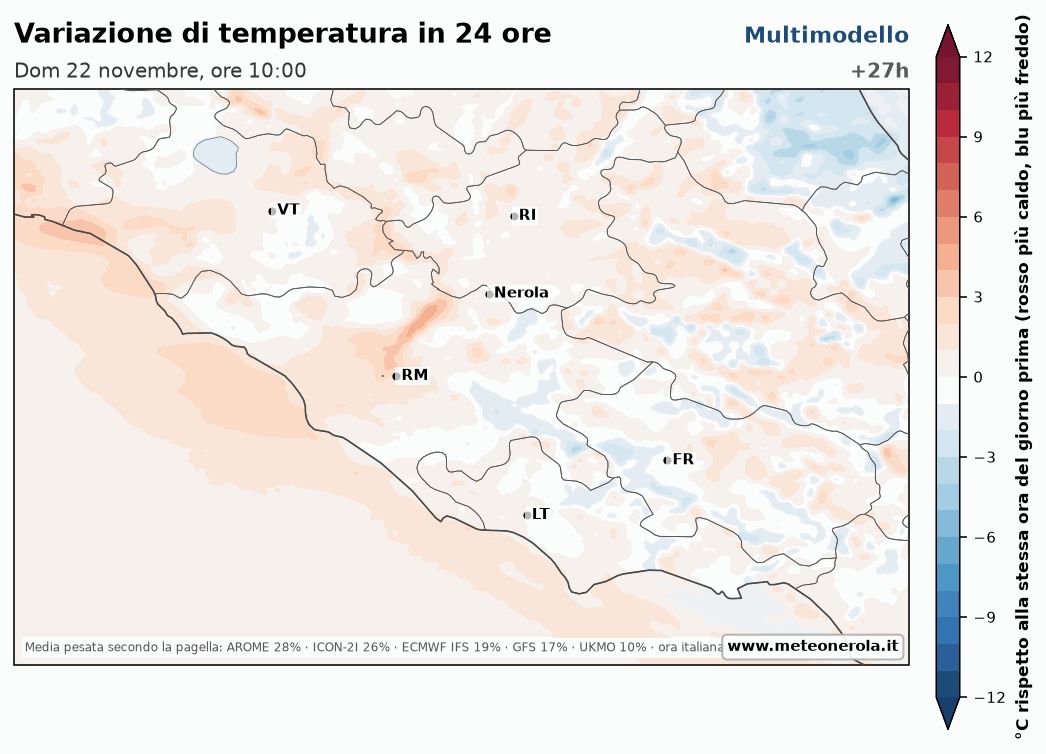 Variazione di temperatura in 24 ore
Multimodello
Dom 22 novembre, ore 10:00
+27h
VT
RI
Nerola
RM
FR
LT
Media pesata secondo la pagella: AROME 28% · ICON-2I 26% · ECMWF IFS 19% · GFS 17% · UKMO 10% · ora italiana
www.meteonerola.it
12
9
6
3
0
−3
−6
−9
−12
°C rispetto alla stessa ora del giorno prima (rosso più caldo, blu più freddo)